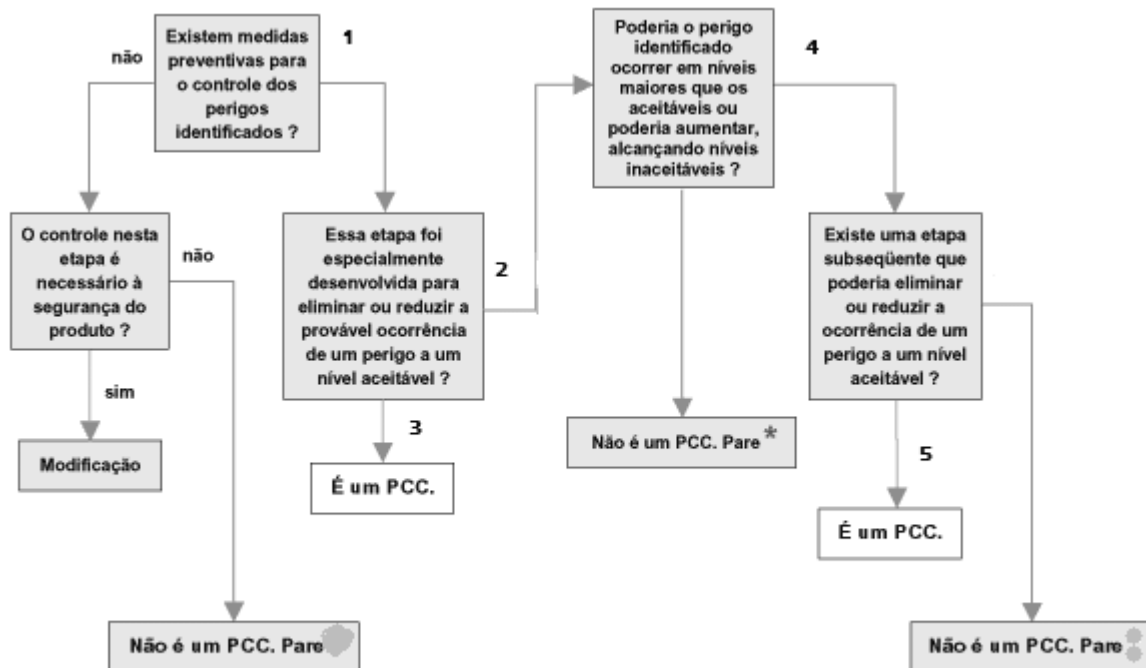 não
Existem medidas
preventivas para
o controle dos
perigos
identificados ?
1
Poderia o perigo
identificado
ocorrer em níveis
maiores que os
aceitáveis ou
poderia aumentar,
alcançando níveis
inaceitáveis ?
4
O controle nesta
etapa é
necessário à
segurança do
produto ?
não
Essa etapa foi
especialmente
desenvolvida para
eliminar ou reduzir a
provável ocorrência
de um perigo a um
nível aceitável ?
2
Existe uma etapa
subseqüente que
poderia eliminar
ou reduzir a
ocorrência de um
perigo a um nível
aceitável ?
sim
Modificação
3
É um PCC.
Não é um PCC. Pare *
5
É um PCC.
Não é um PCC. Pare
Não é um PCC. Pare